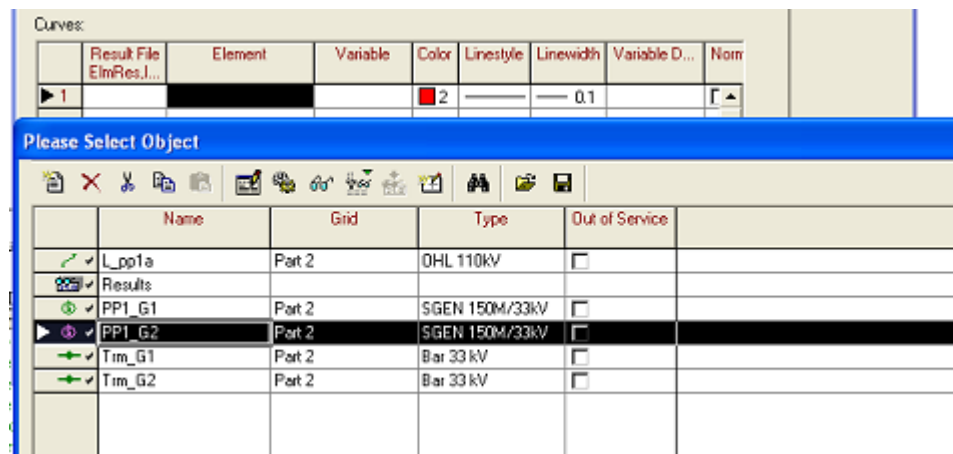 Curves:
Result File Element Variable Color Linestyle Linewidth Variable D... Norm
ElmRes,I...
1 2 0.1
Please Select Object
Name Grid Type Out of Service
L_pp1a Part 2 OHL 110kV
Results
PP1_G1 Part 2 SGEN 150M/33kV
PP1_G2 Part 2 SGEN 150M/33kV
Trm_G1 Part 2 Bar 33 kV
Trm_G2 Part 2 Bar 33 kV